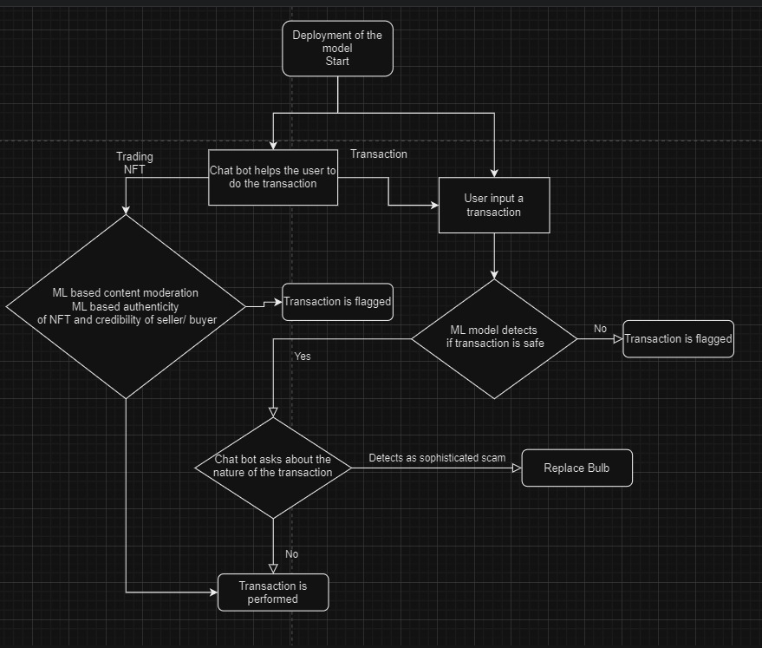 Deployment of the
model
Start
Trading
NFT
Transaction
Chat bot helps the user to
do the transaction
User input a
transaction
ML based content moderation
ML based authenticity
of NFT and credibility of seller/ buyer
Transaction is flagged
ML model detects
if transaction is safe
No
Transaction is flagged
Yes
Chat bot asks about the
nature of the transaction
Detects as sophisticated scam
Replace Bulb
No
Transaction is
performed